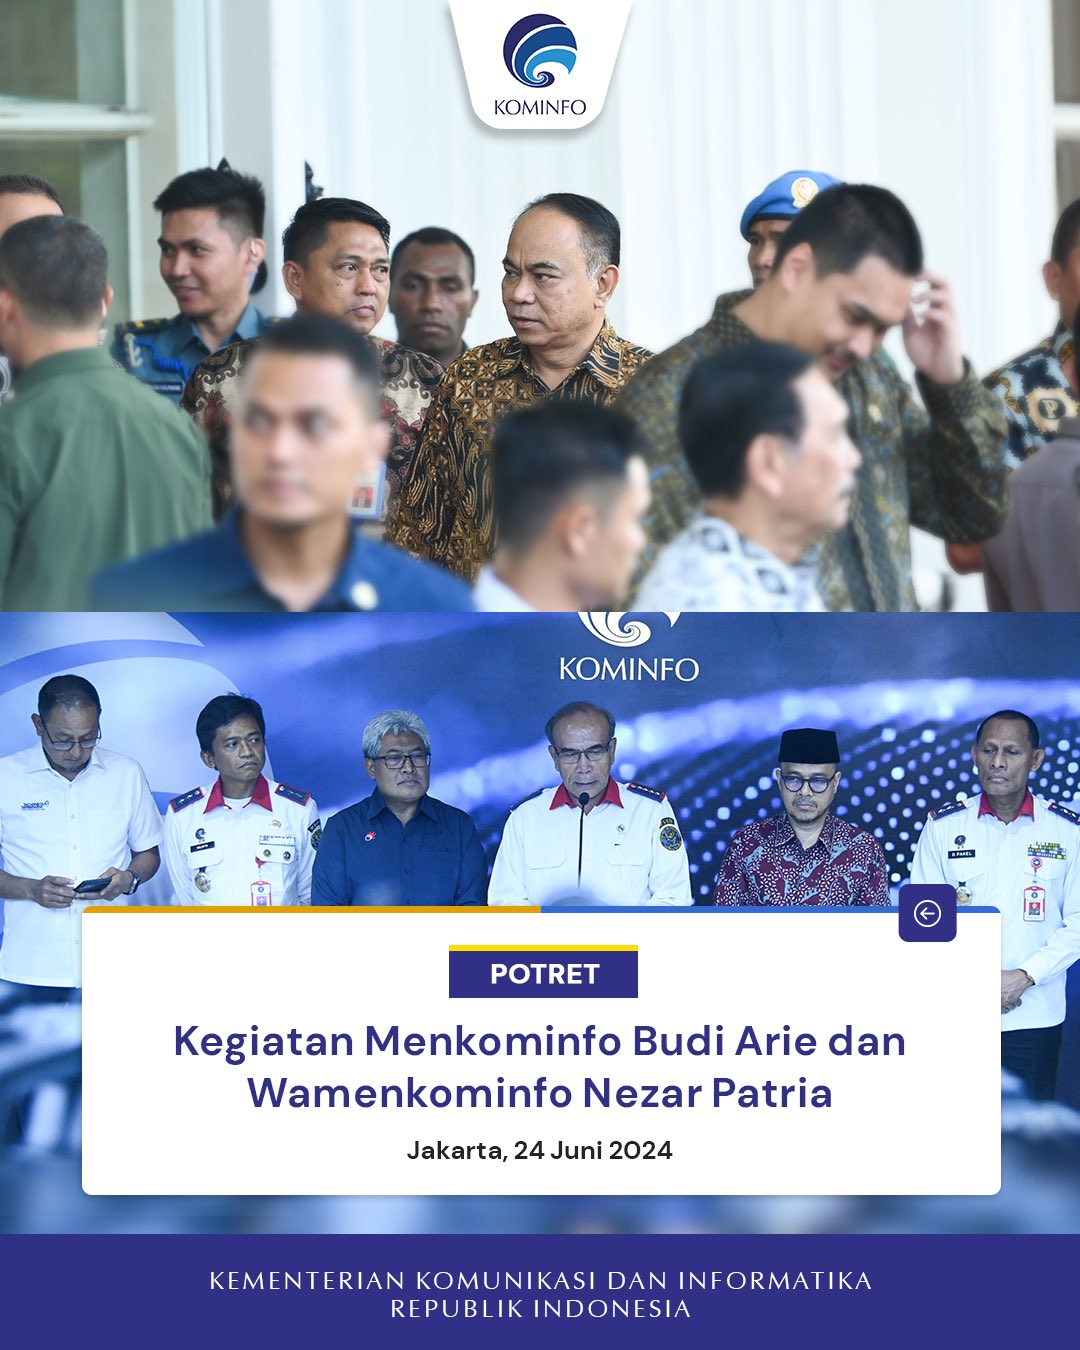 KOMINFO
KOMINFO
D. PAKEL
POTRET
Kegiatan Menkominfo Budi Arie dan
Wamenkominfo Nezar Patria
Jakarta, 24 Juni 2024
KEMENTERIAN KOMUNIKASI DAN INFORMATIKA
REPUBLIK INDONESIA